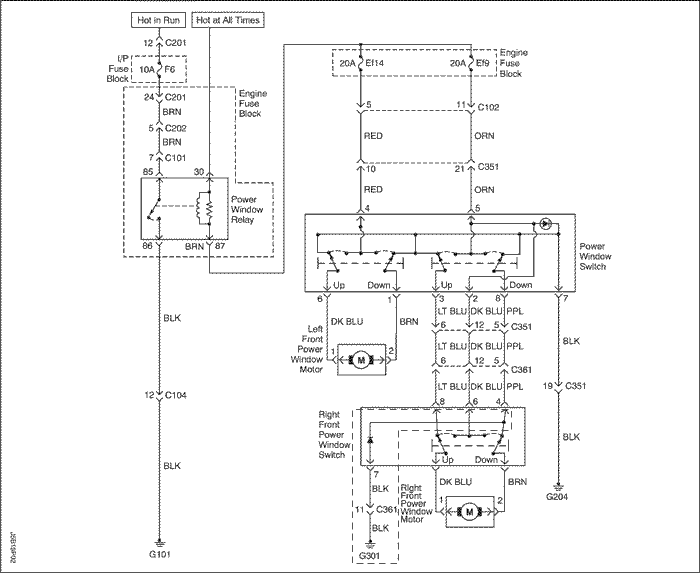 Hot in Run
Hot at All Times
12 C201
I/P Fuse Block
10A F6
24 C201
BRN
5 C202
BRN
7 C101
Engine Fuse Block
85
30
Power Window Relay
86
BRN
87
BLK
12 C104
BLK
G101
20A Ef14
20A Ef9
Engine Fuse Block
5
11 C102
RED
ORN
10
21 C351
RED
ORN
4
5
Power Window Switch
Up
Down
Up
Down
6
1
3
2
8
7
DK BLU
BRN
Left Front Power Window Motor
1
M
2
LT BLU DK BLU PPL
6 12 5 C351
LT BLU DK BLU PPL
6 12 5 C361
LT BLU DK BLU PPL
8 6 4
BLK
19 C351
BLK
G204
Right Front Power Window Switch
Up
Down
7
BLK
11 C361
BLK
G301
DK BLU
BRN
Right Front Power Window Motor
1
M
2